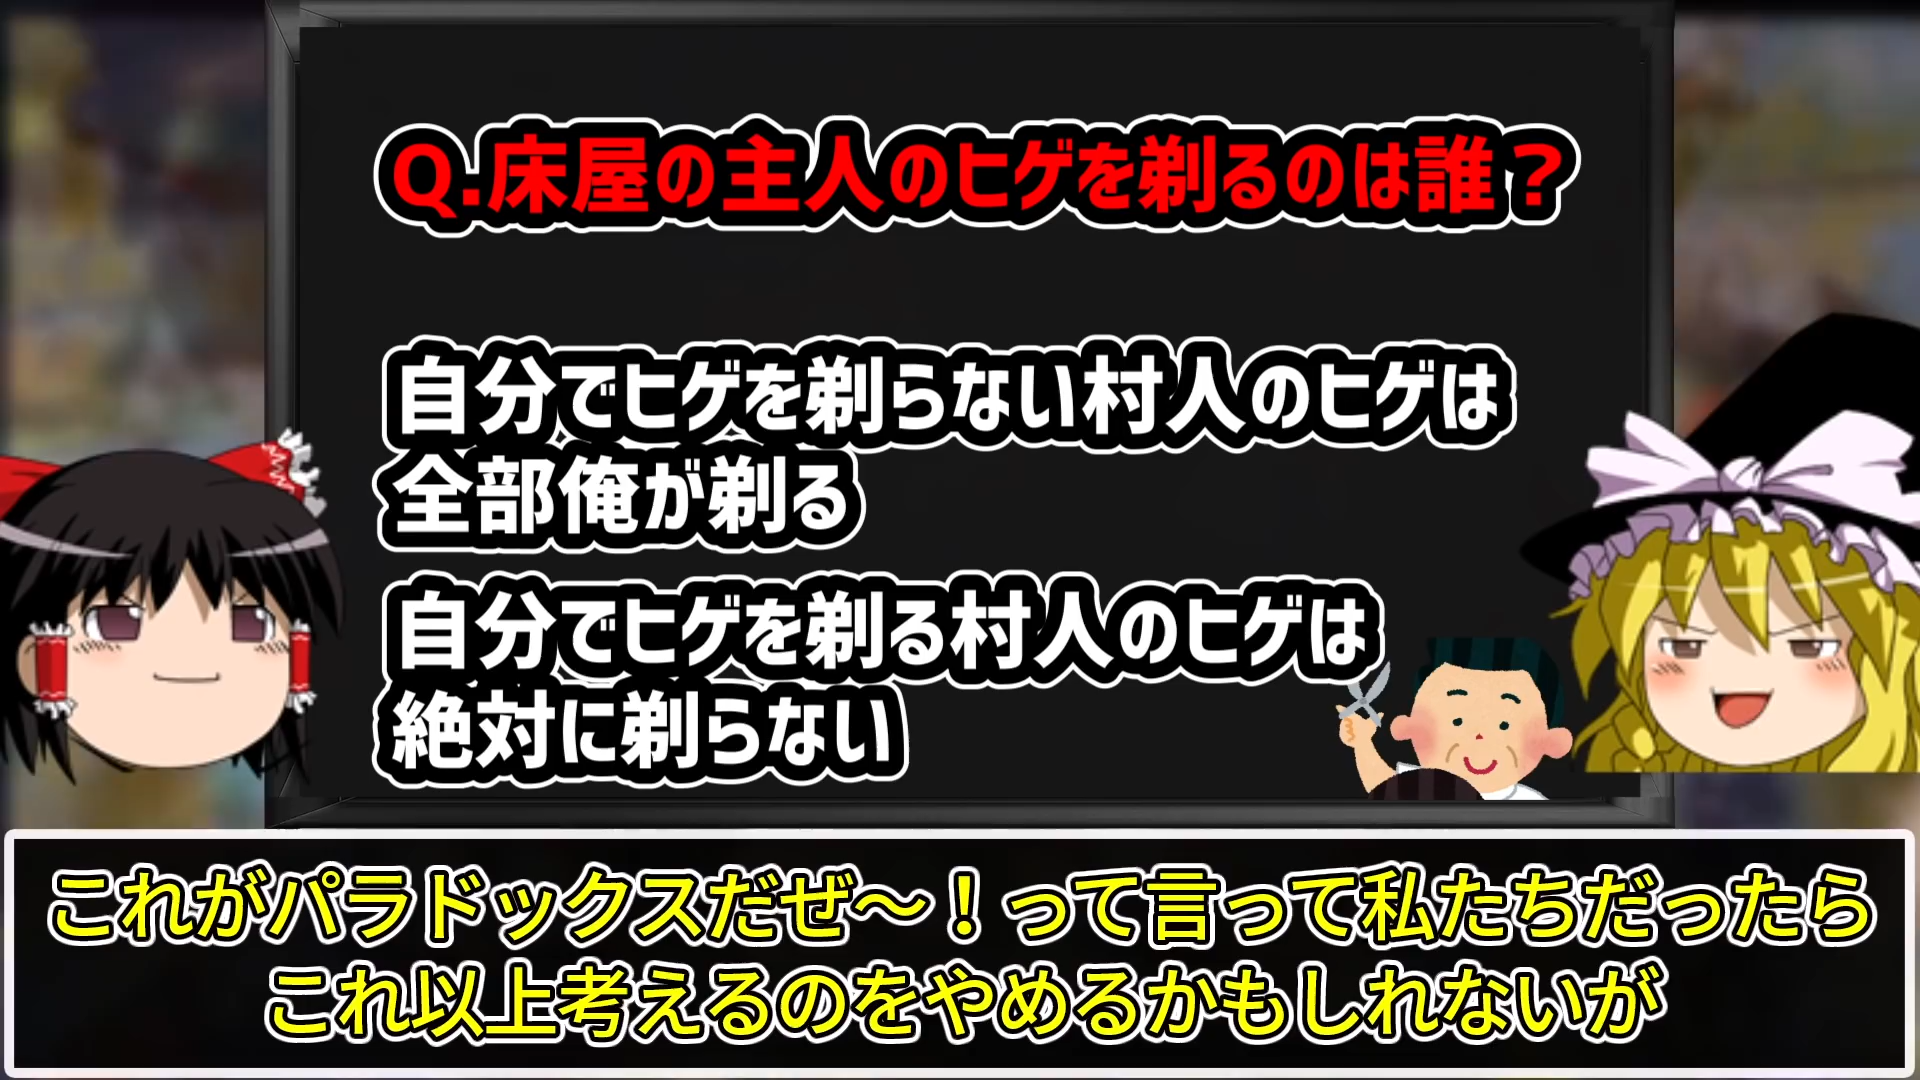 Q.床屋の主人のヒゲを剃るのは誰？
自分でヒゲを剃らない村人のヒゲは
全部俺が剃る
自分でヒゲを剃る村人のヒゲは
絶対に剃らない
これがパラドックスだぜ～！って言って私たちだったら
これ以上考えるのをやめるかもしれないが